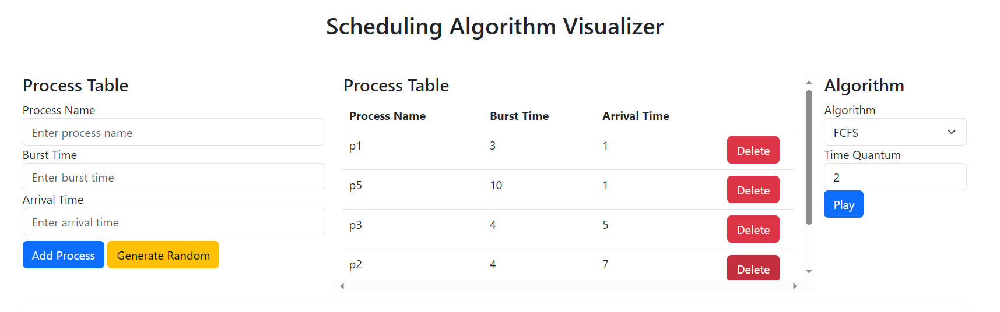 Scheduling Algorithm Visualizer
Process Table
Process Name
Enter process name
Burst Time
Enter burst time
Arrival Time
Enter arrival time
Add Process Generate Random
Process Table
Process Name Burst Time Arrival Time
p1 3 1 Delete
p5 10 1 Delete
p3 4 5 Delete
p2 4 7 Delete
Algorithm
Algorithm
FCFS
Time Quantum
2
Play